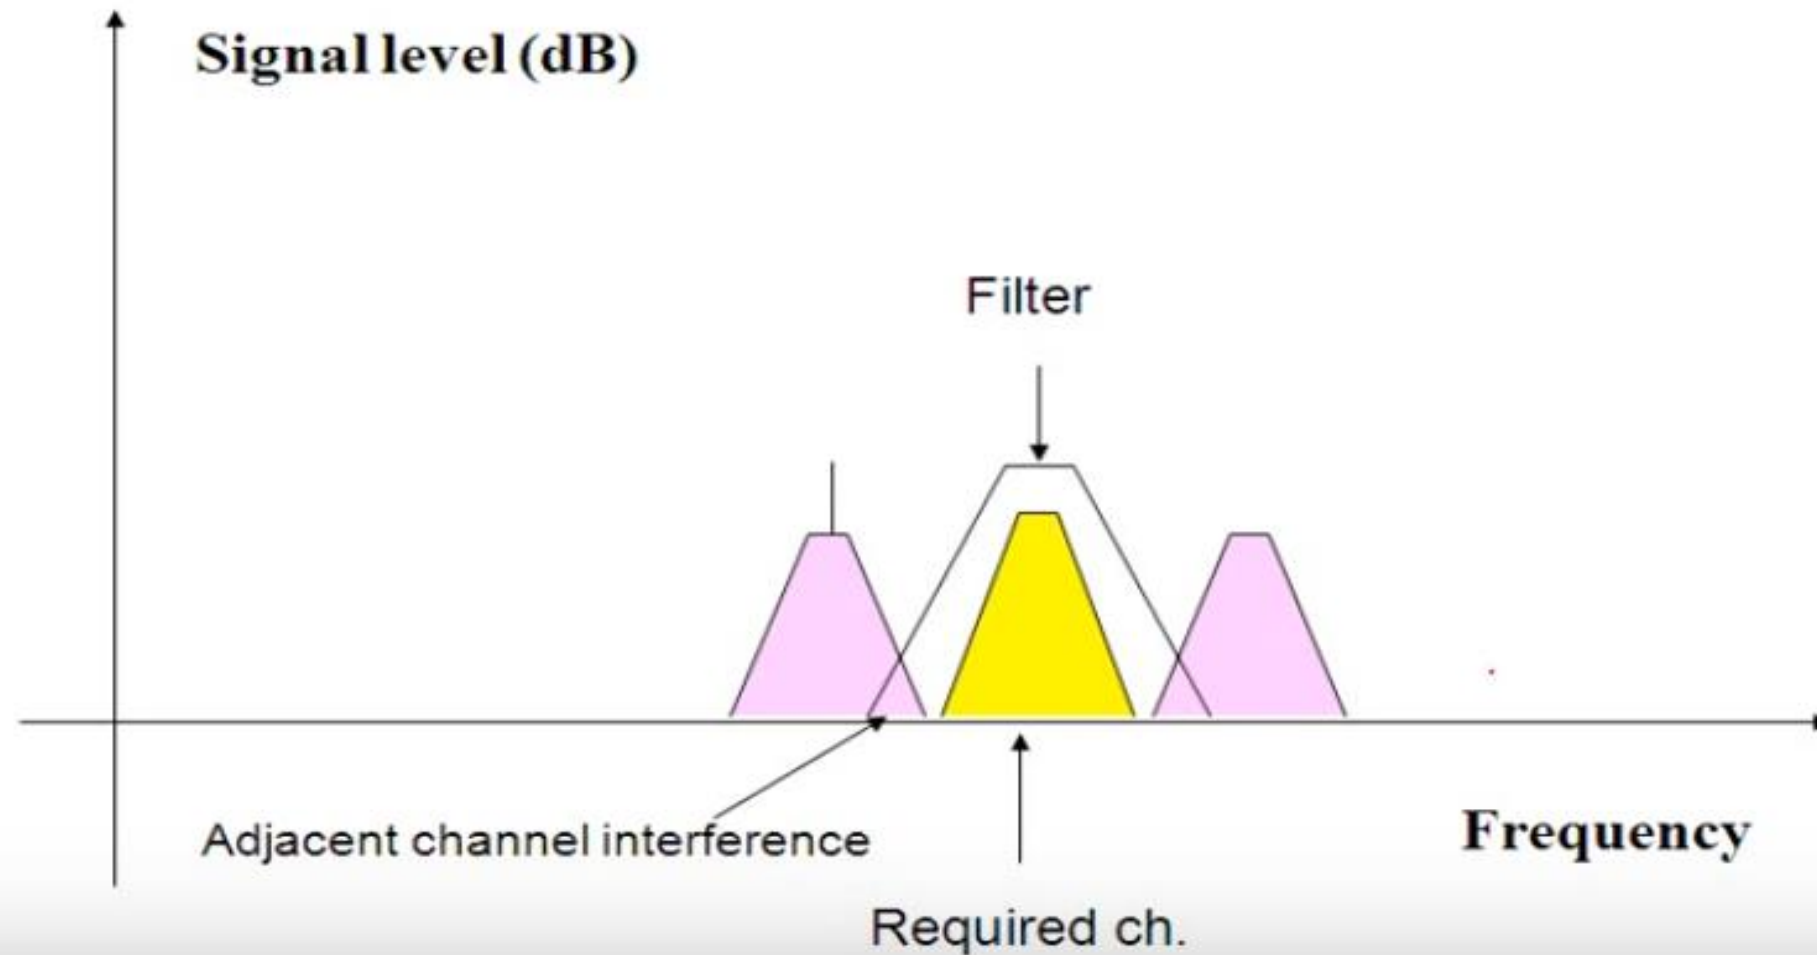 Signal level (dB)
Filter
Adjacent channel interference
Frequency
Required ch.